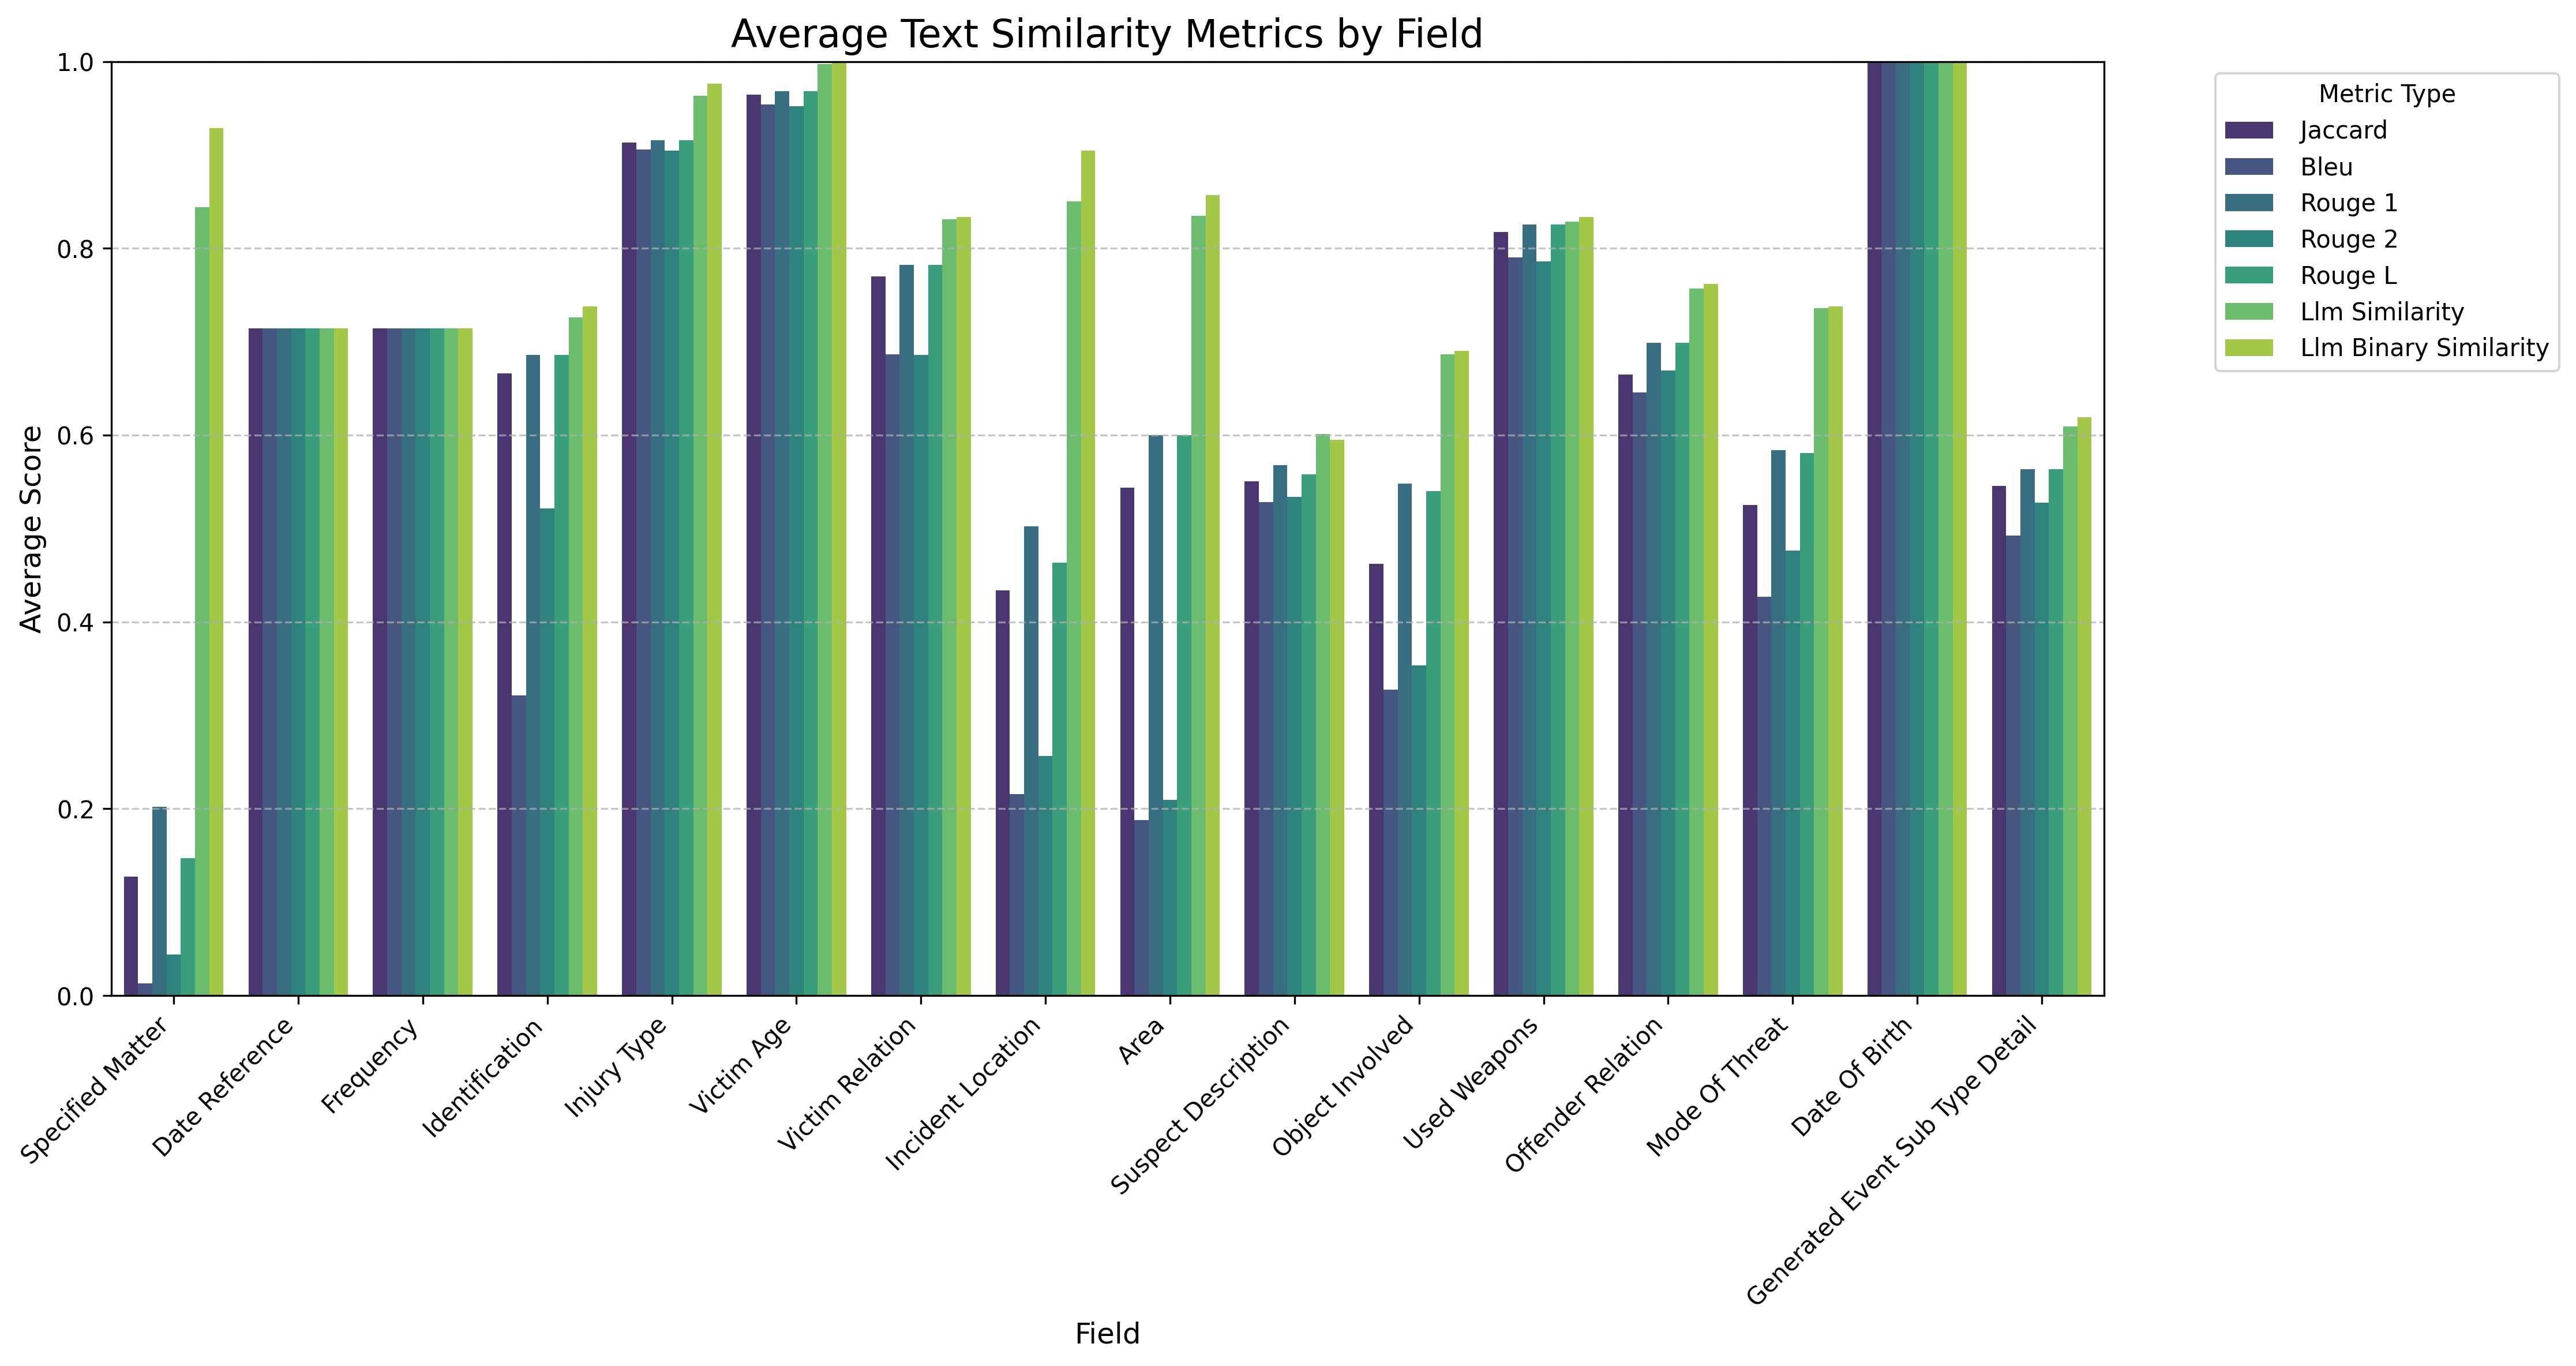 Average Text Similarity Metrics by Field
Average Score
1.0
0.8
0.6
0.4
0.2
0.0
Specified Matter
Date Reference
Frequency
Identification
Injury Type
Victim Age
Victim Relation
Incident Location
Area
Suspect Description
Object Involved
Used Weapons
Offender Relation
Mode Of Threat
Date Of Birth
Generated Event Sub Type Detail
Field
Metric Type
Jaccard
Bleu
Rouge 1
Rouge 2
Rouge L
Llm Similarity
Llm Binary Similarity